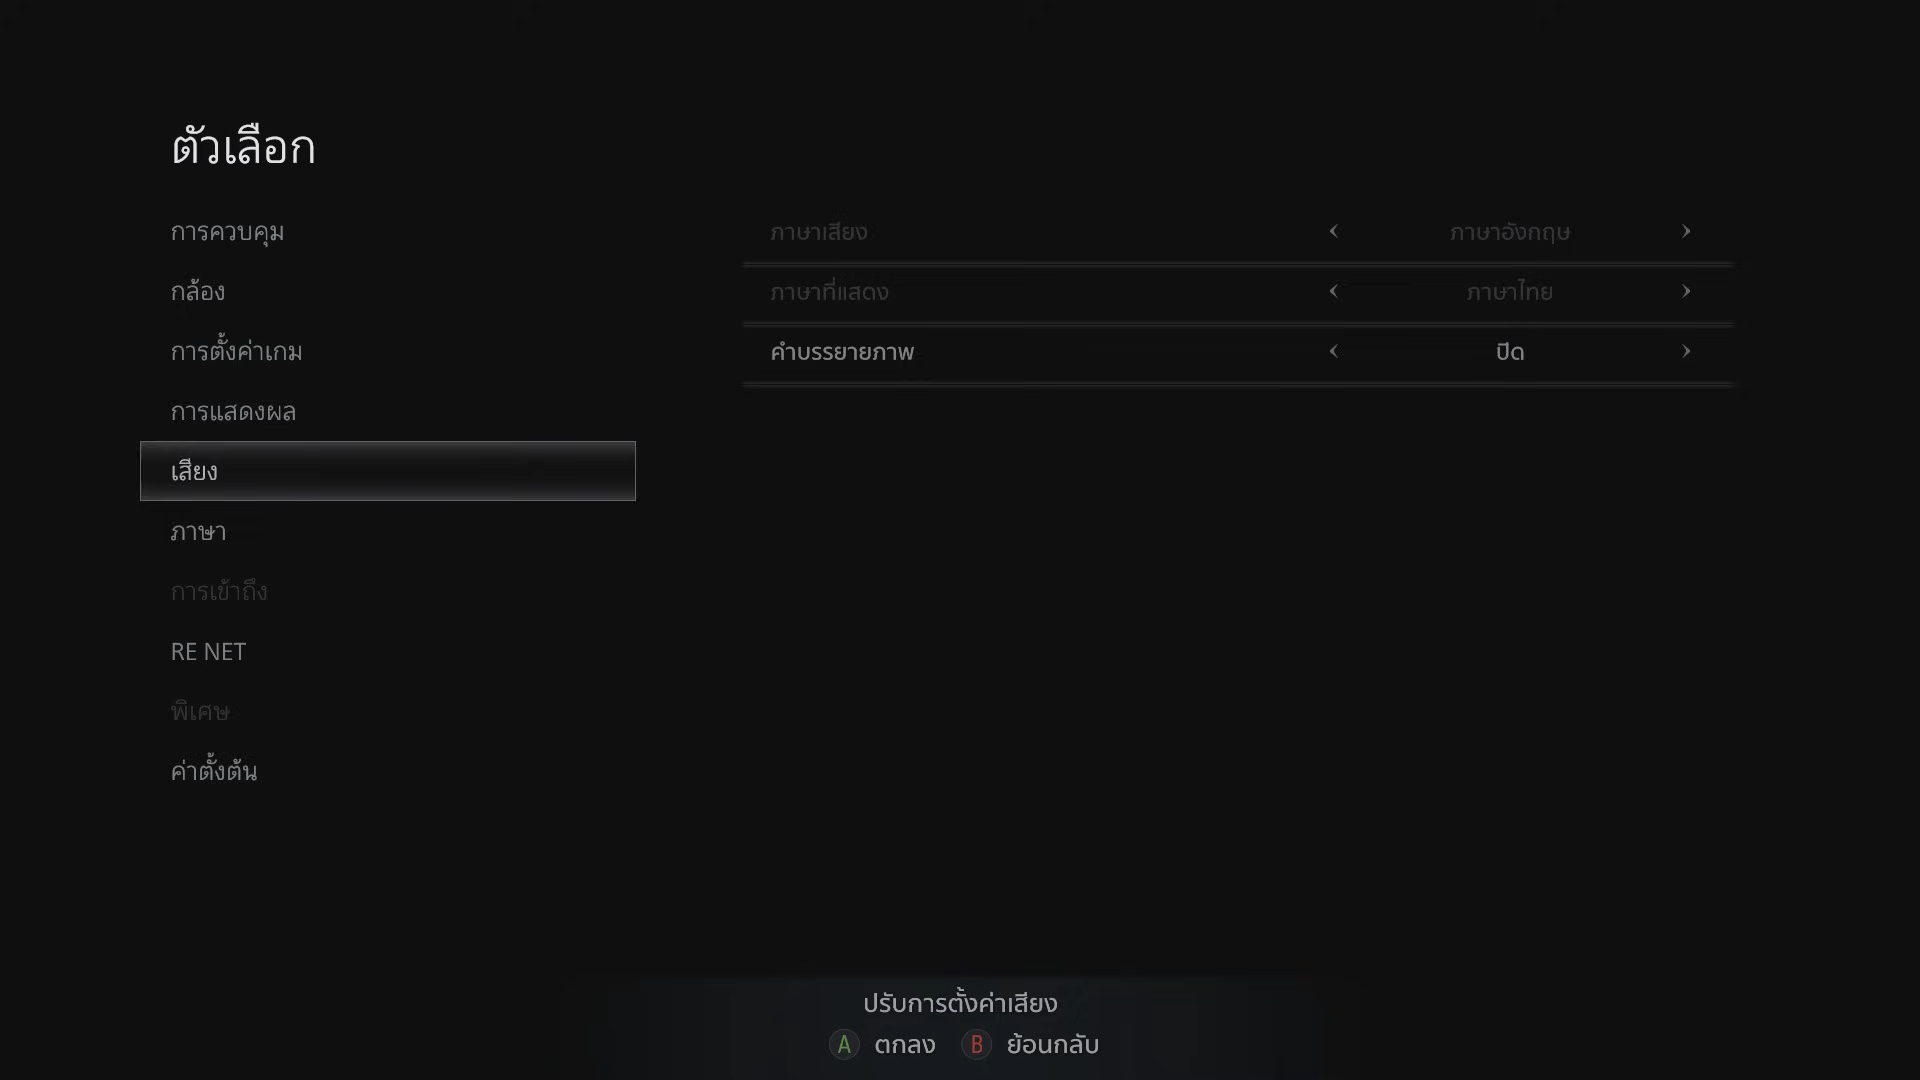 ตัวเลือก
การควบคุม
กล้อง
การตั้งค่าเกม
การแสดงผล
เสียง
ภาษา
การเข้าถึง
RE NET
พิเศษ
ค่าตั้งต้น
ภาษาเสียง ภาษาอังกฤษ
ภาษาที่แสดง ภาษาไทย
คำบรรยายภาพ ปิด
ปรับการตั้งค่าเสียง
A ตกลง B ย้อนกลับ